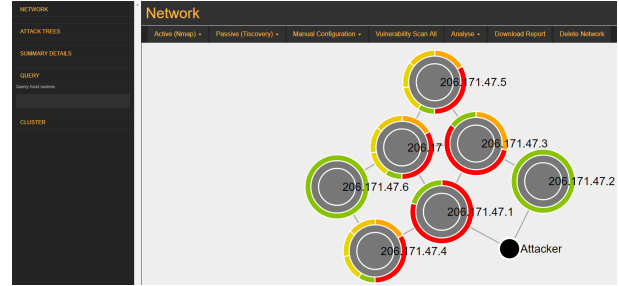 NETWORK
ATTACK TREES
SUMMARY DETAILS
QUERY
Query host names:
CLUSTER
Network
Active (Nmap)
Passive (Tiscovery)
Manual Configuration
Vulnerability Scan All
Analyse
Download Report
Delete Network
206.171.47.5
206.17
206.171.47.3
206.171.47.2
206.171.47.6
206.171.47.1
206.171.47.4
Attacker